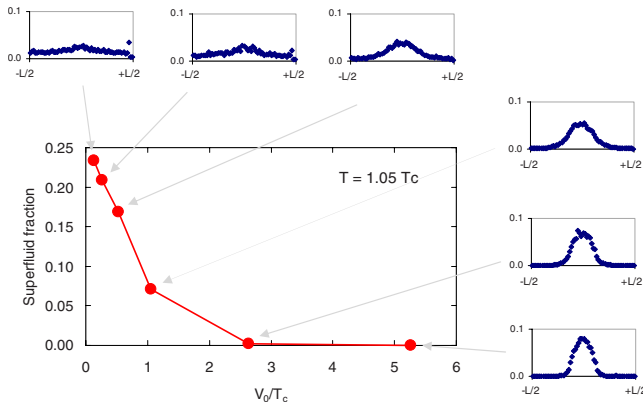 0.1
0.0
-L/2
+L/2
0.1
0.0
-L/2
+L/2
0.1
0.0
-L/2
+L/2
0.1
0.0
-L/2
+L/2
0.1
0.0
-L/2
+L/2
0.1
0.0
-L/2
+L/2
Superfluid fraction
0.25
0.20
0.15
0.10
0.05
0.00
T = 1.05 Tc
0 1 2 3 4 5 6
V₀/T꜀